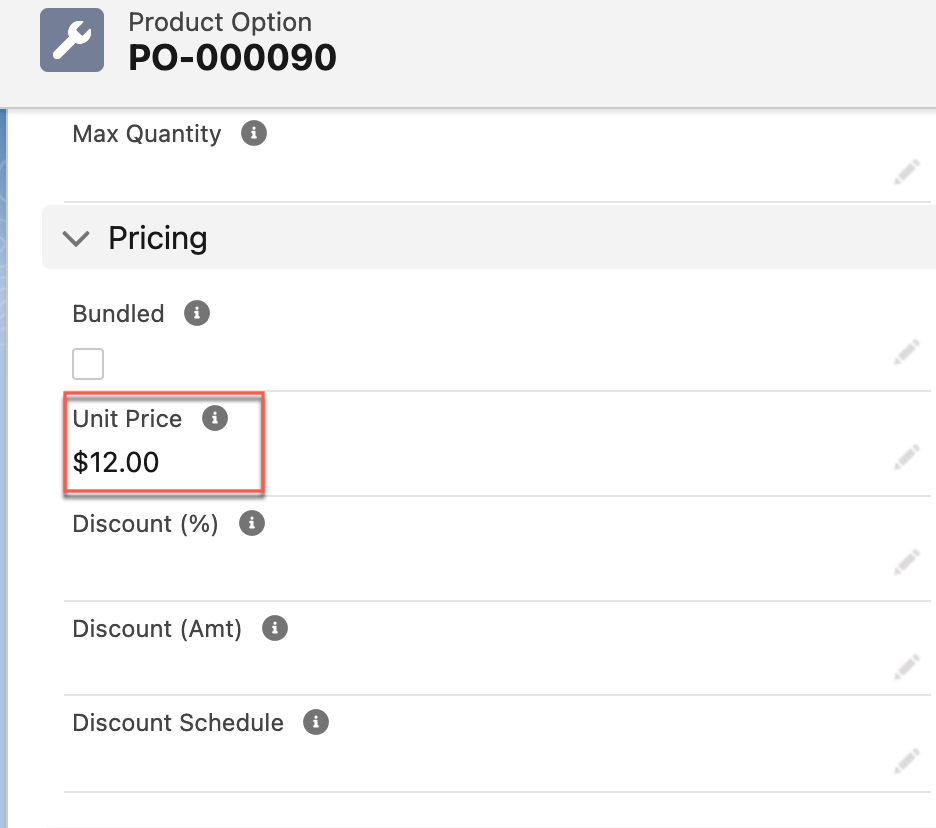 Product Option
PO-000090
Max Quantity
Pricing
Bundled
Unit Price
$12.00
Discount (%)
Discount (Amt)
Discount Schedule